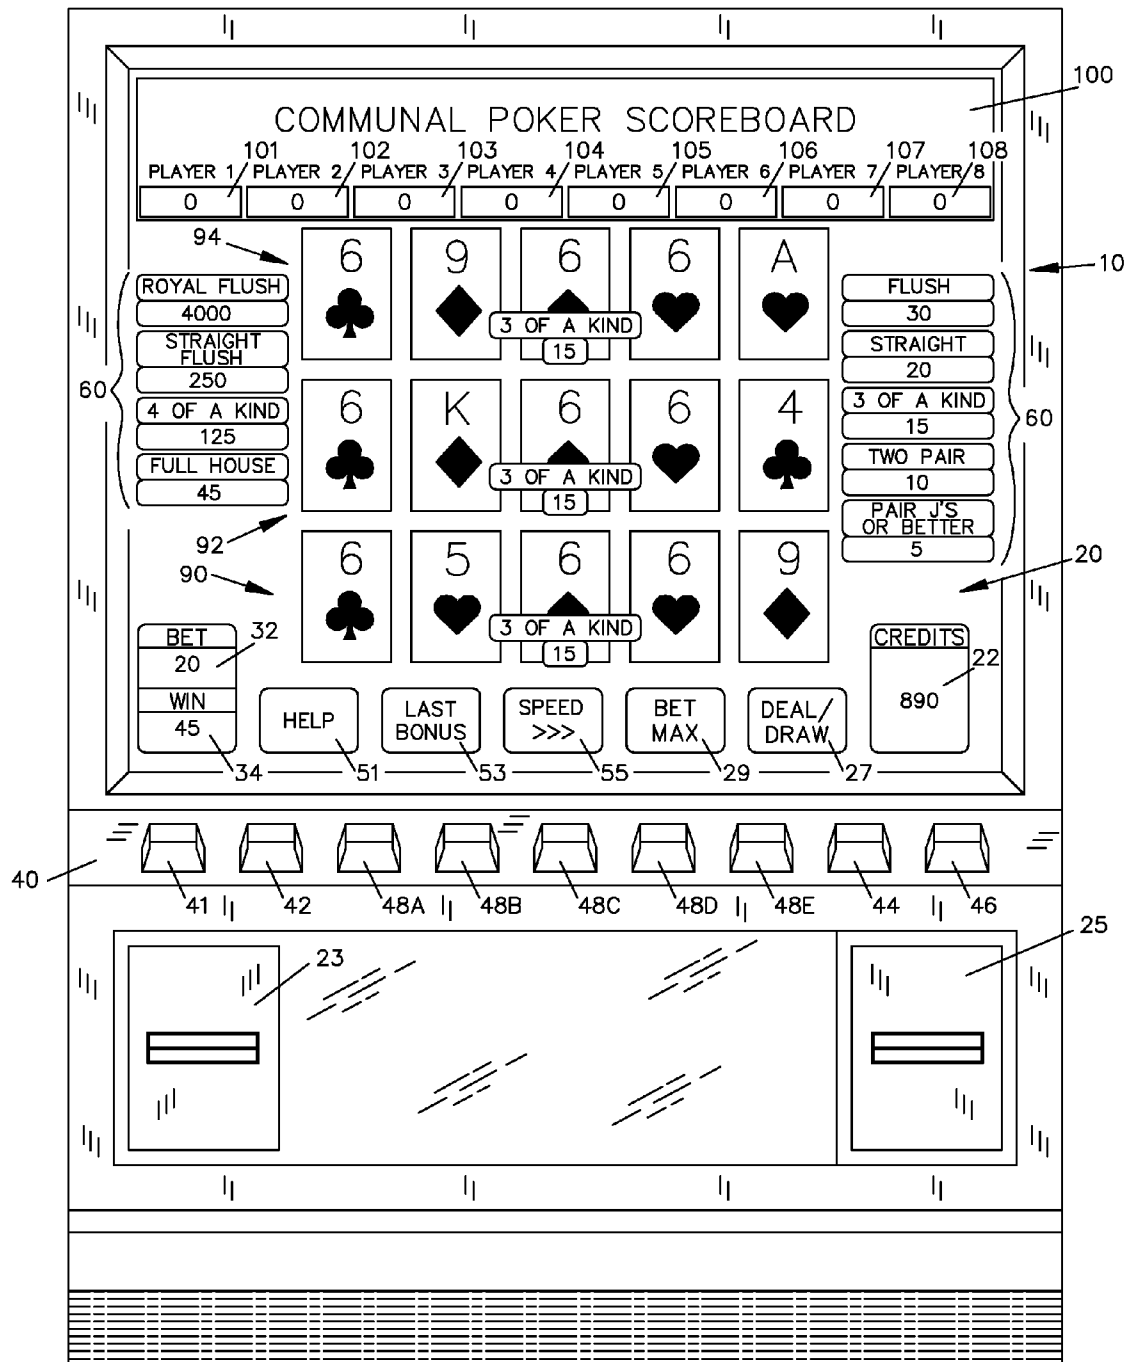 100
COMMUNAL POKER SCOREBOARD
101 102 103 104 105 106 107 108
PLAYER 1 PLAYER 2 PLAYER 3 PLAYER 4 PLAYER 5 PLAYER 6 PLAYER 7 PLAYER 8
0 0 0 0 0 0 0 0
94
6 9 6 6 A
10
ROYAL FLUSH
4000
STRAIGHT
FLUSH
250
4 OF A KIND
125
FULL HOUSE
45
60
3 OF A KIND
15
FLUSH
30
STRAIGHT
20
3 OF A KIND
15
TWO PAIR
10
PAIR J'S
OR BETTER
5
60
6 K 6 6 4
3 OF A KIND
15
92
90
6 5 6 6 9
3 OF A KIND
15
20
BET
20
32
WIN
45
34
HELP
51
LAST
BONUS
53
SPEED
>>>
55
BET
MAX
29
DEAL/
DRAW
27
CREDITS
22
890
40
41 42 48A 48B 48C 48D 48E 44 46
23
25